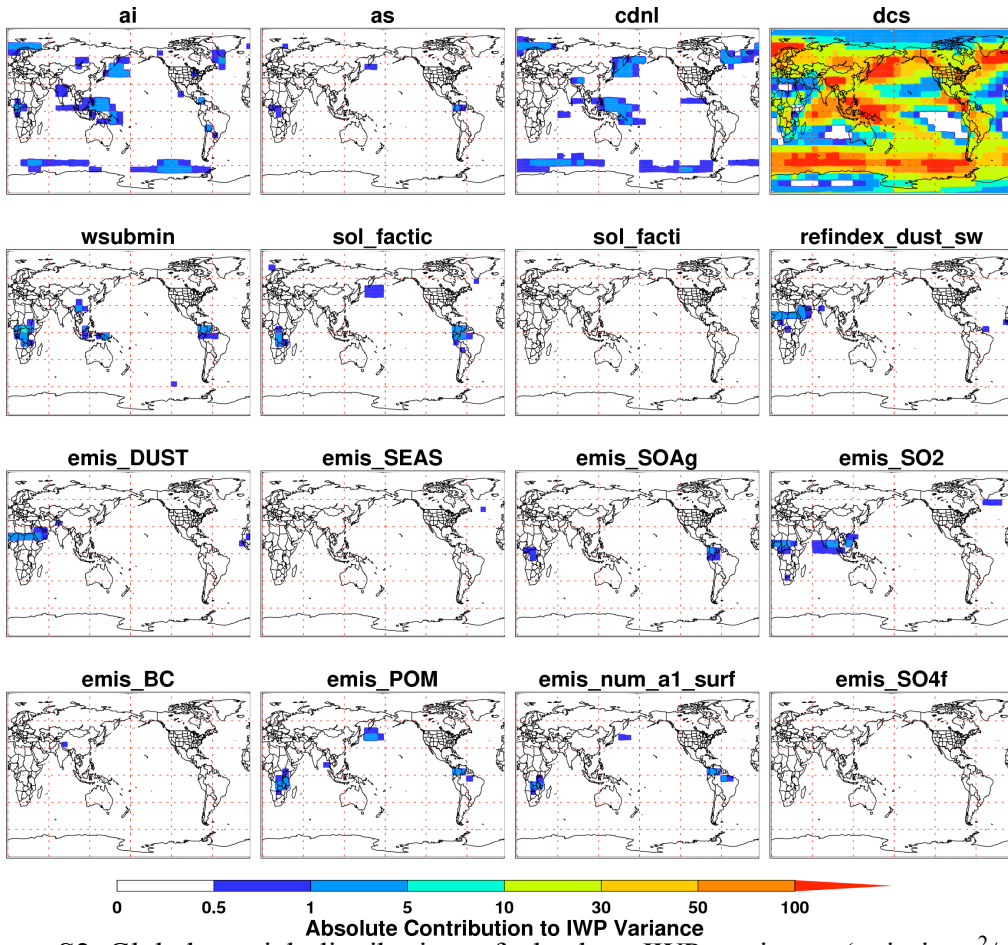 ai as cdnl dcs
wsubmin sol_factic sol_facti refindex_dust_sw
emis_DUST emis_SEAS emis_SOAg emis_SO2
emis_BC emis_POM emis_num_a1_surf emis_SO4f
0 0.5 1 5 10 30 50 100
Absolute Contribution to IWP Variance